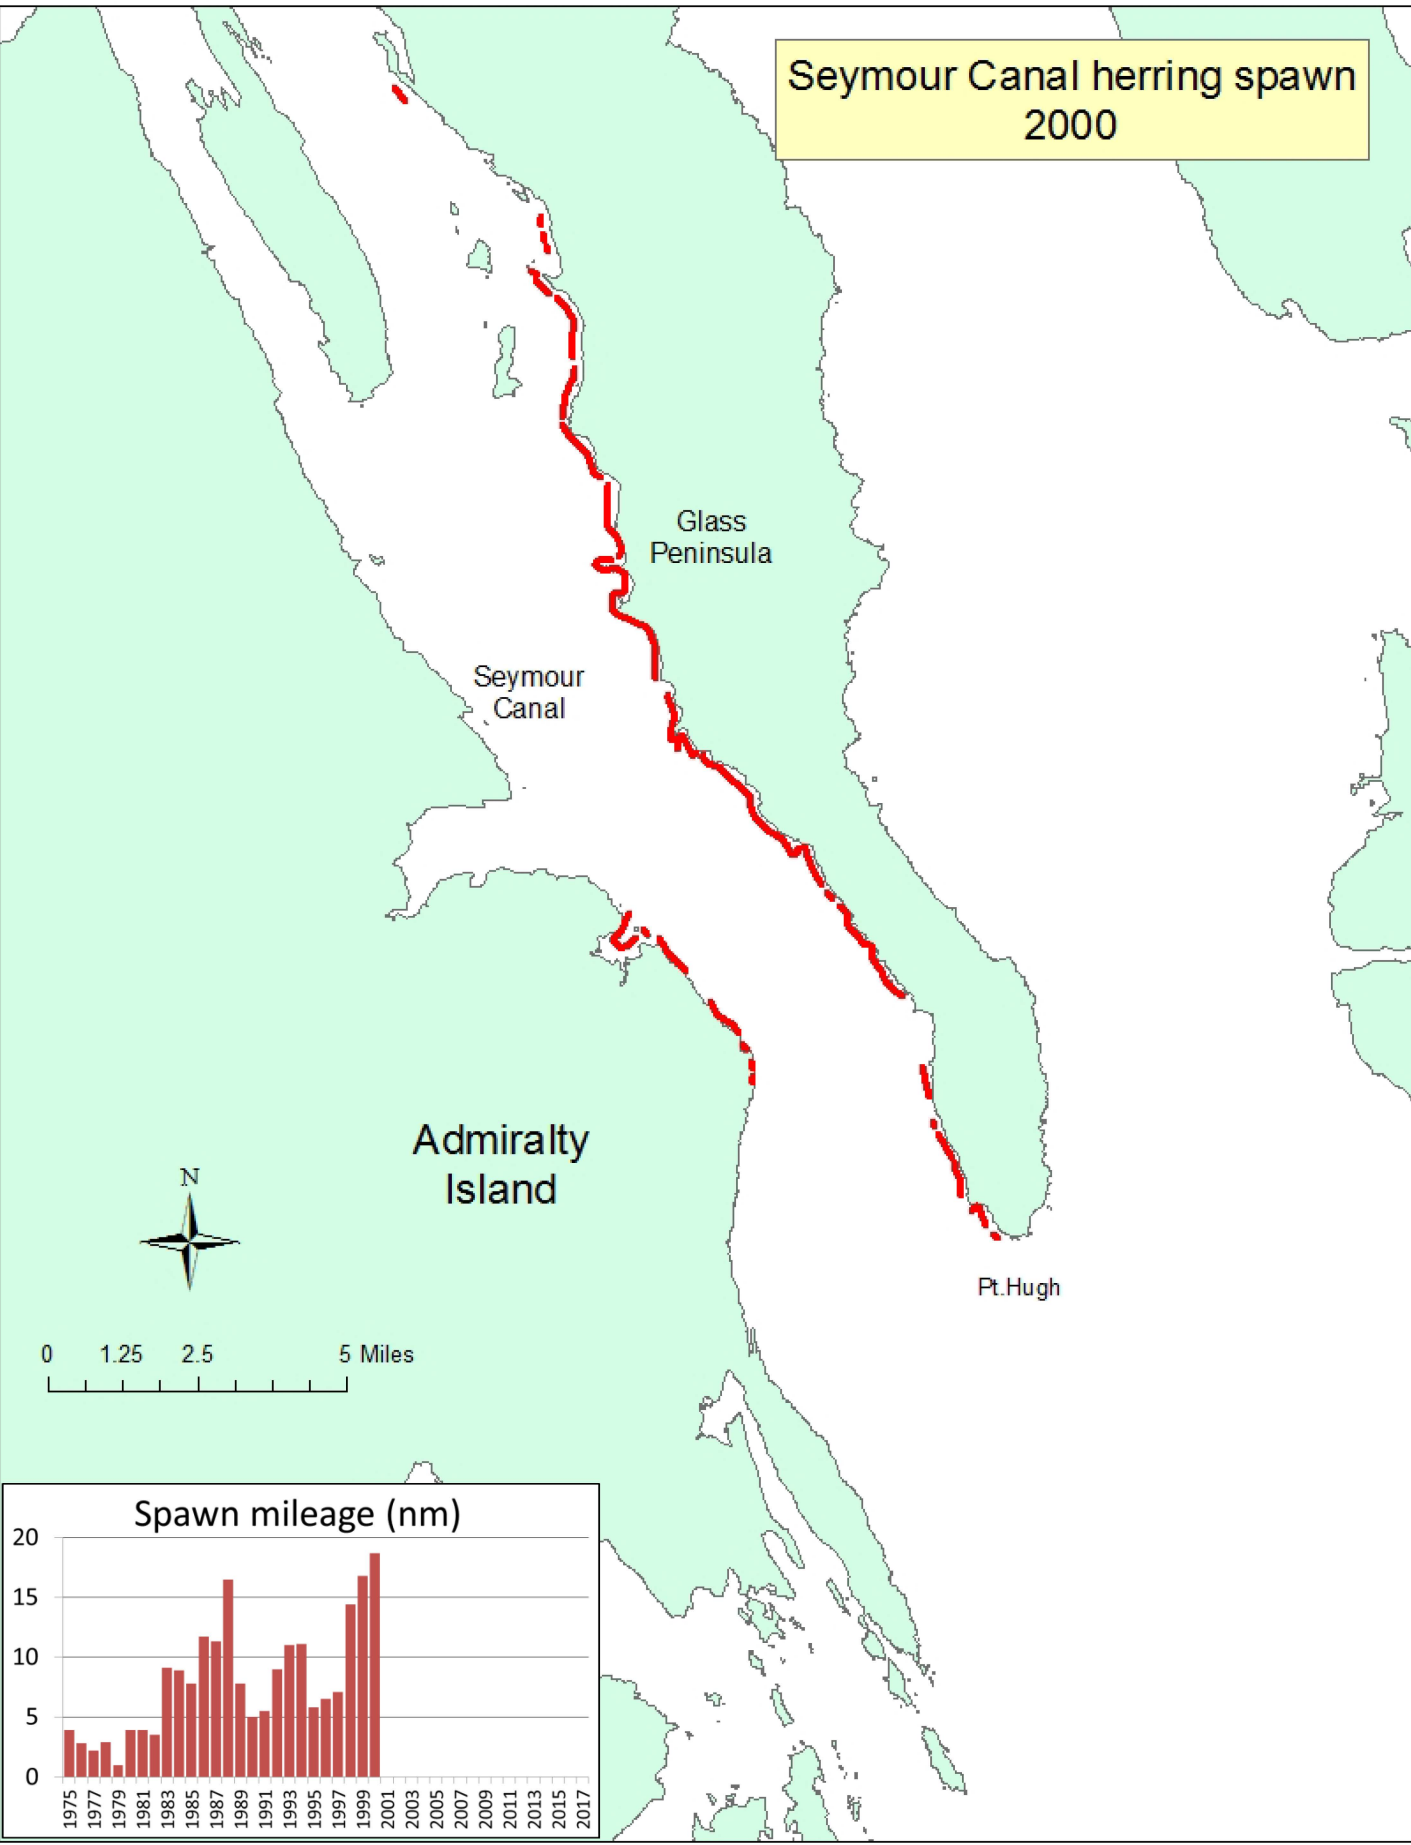 Seymour Canal herring spawn
2000
Glass
Peninsula
Seymour
Canal
Admiralty
Island
N
Pt.Hugh
0 1.25 2.5 5 Miles
Spawn mileage (nm)
20
15
10
5
0
1975 1977 1979 1981 1983 1985 1987 1989 1991 1993 1995 1997 1999 2001 2003 2005 2007 2009 2011 2013 2015 2017